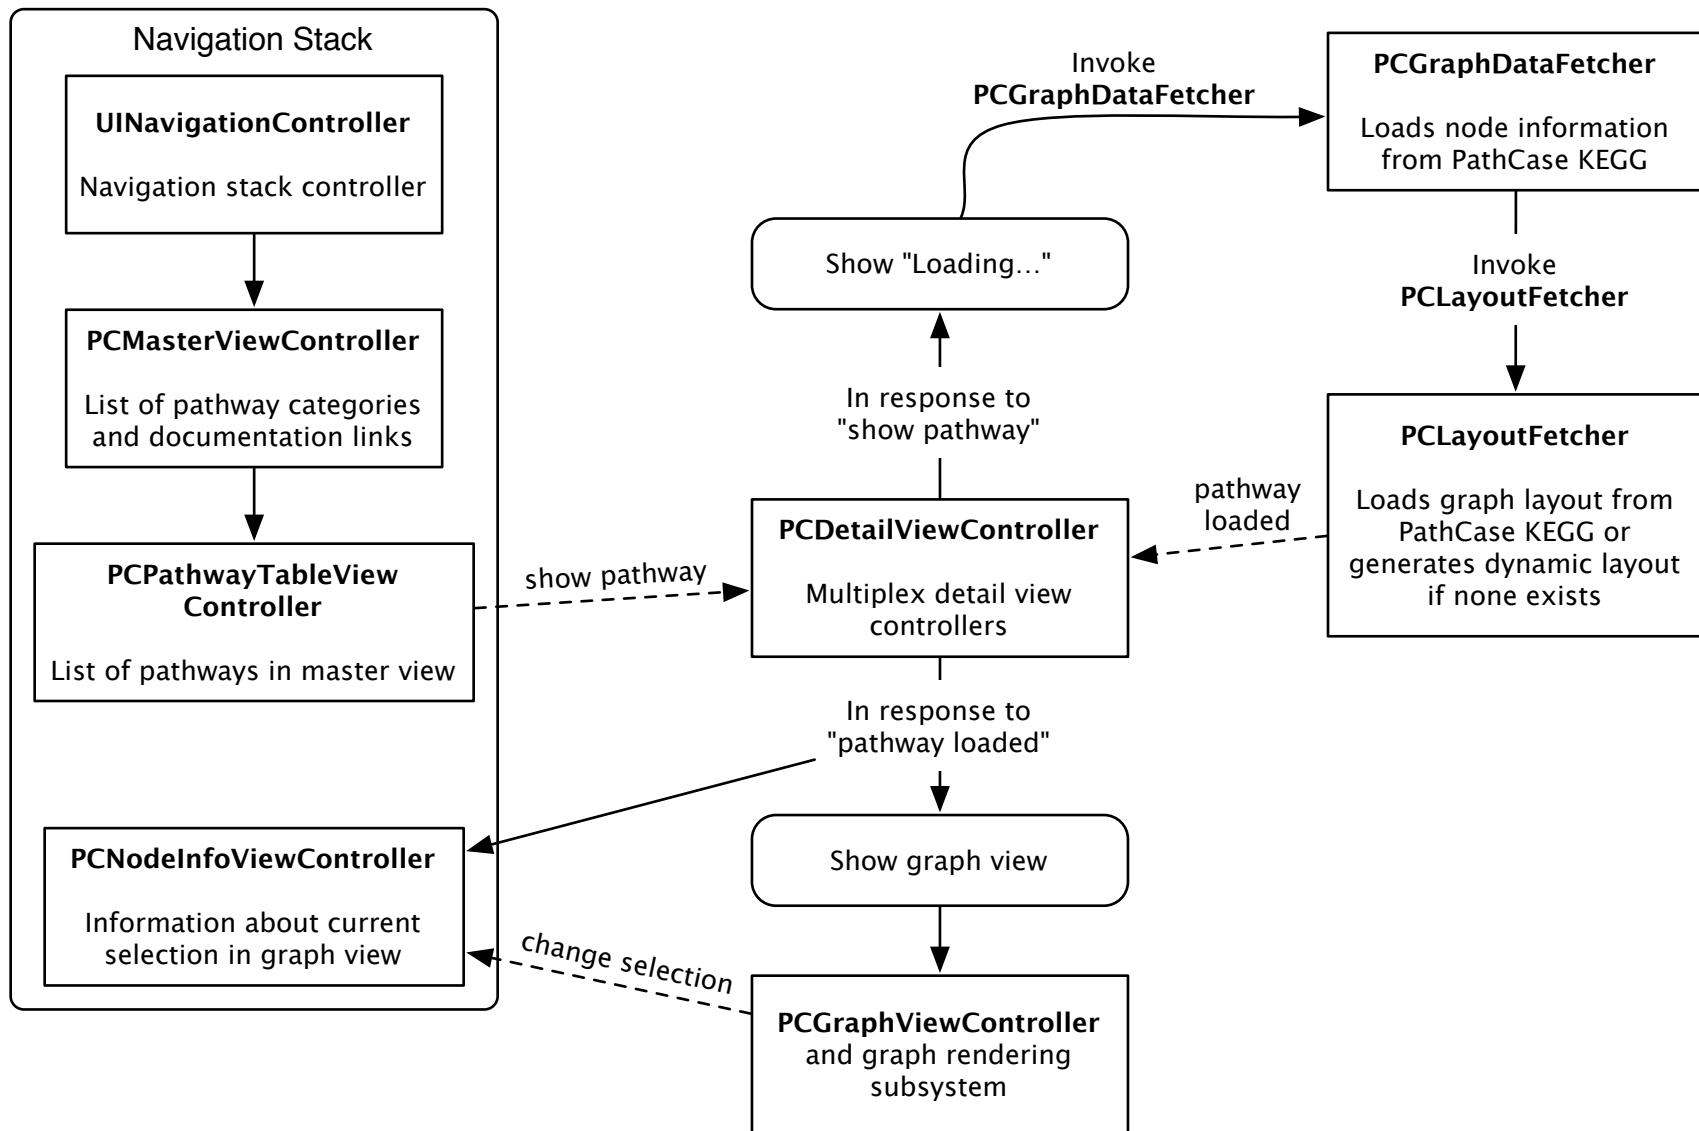 Navigation Stack
UINavigationController
Navigation stack controller
PCMasterViewController
List of pathway categories
and documentation links
PCPathwayTableView
Controller
List of pathways in master view
PCNodeInfoViewController
Information about current
selection in graph view
show pathway
change selection
Invoke
PCGraphDataFetcher
Show "Loading…"
In response to
"show pathway"
PCDetailViewController
Multiplex detail view
controllers
In response to
"pathway loaded"
Show graph view
PCGraphViewController
and graph rendering
subsystem
pathway
loaded
PCGraphDataFetcher
Loads node information
from PathCase KEGG
Invoke
PCLayoutFetcher
PCLayoutFetcher
Loads graph layout from
PathCase KEGG or
generates dynamic layout
if none exists